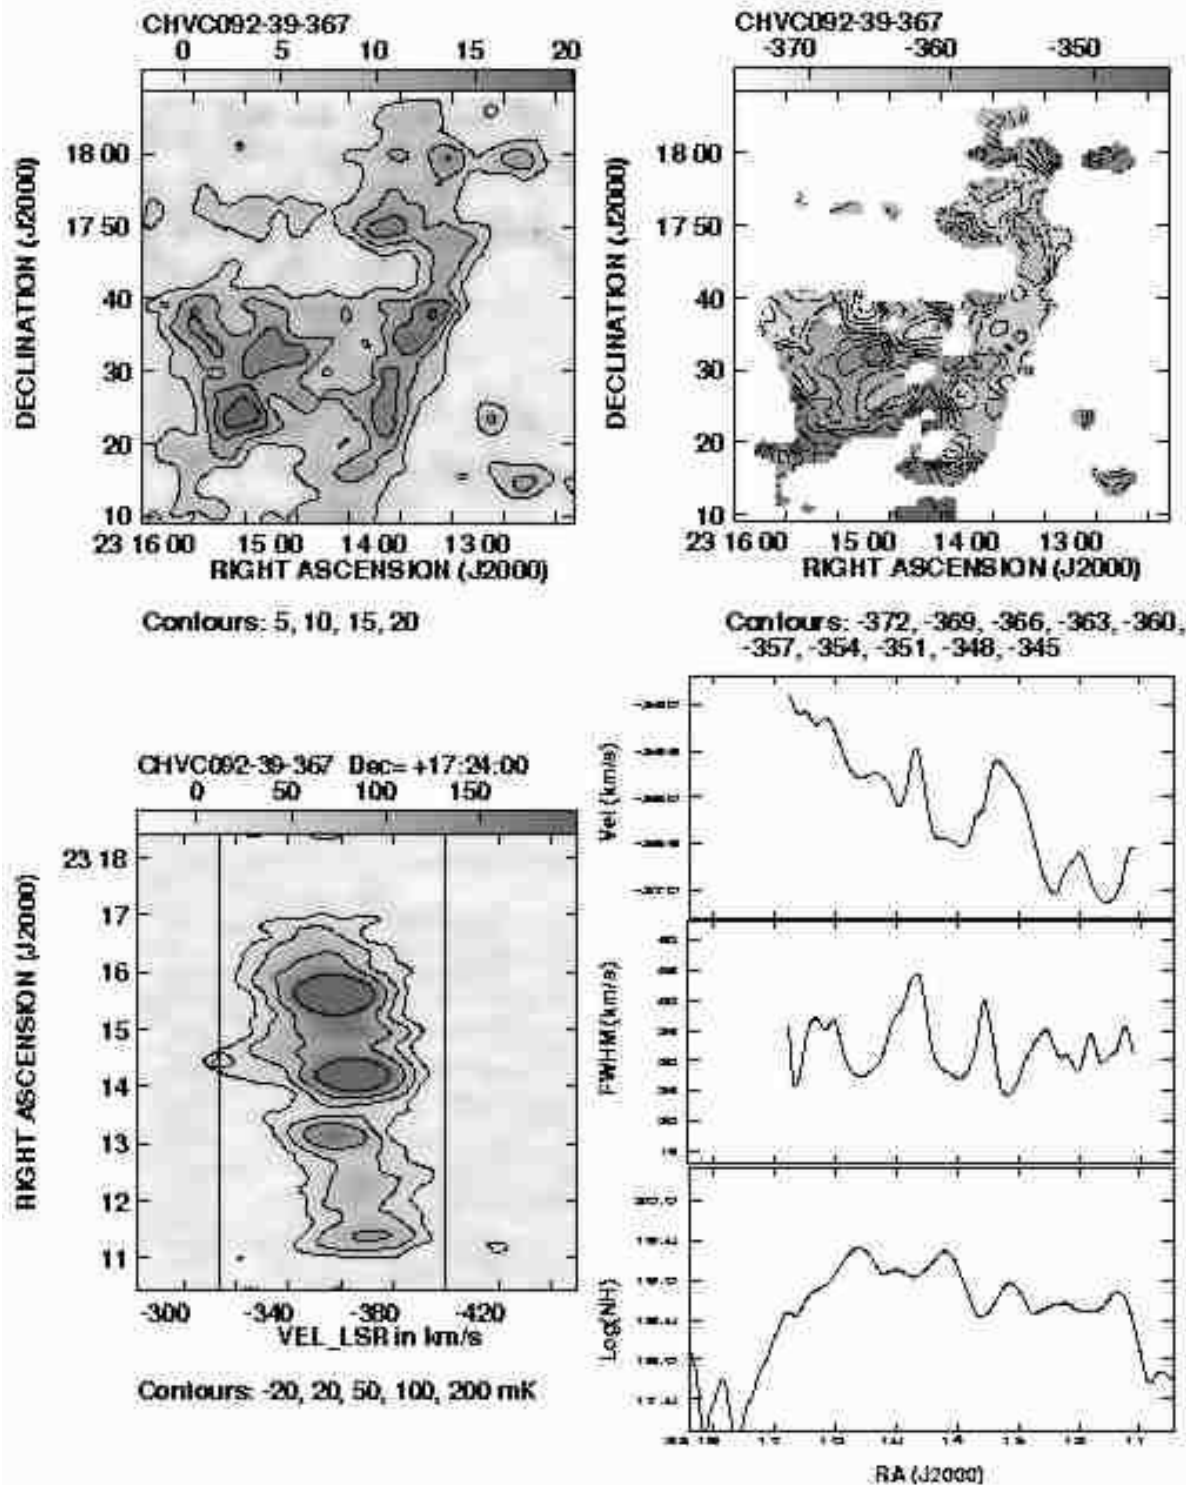 CHVC092-39-367
0 5 10 15 20
DECLINATION (J2000)
18 00
17 50
40
30
20
10
23 16 00 15 00 14 00 13 00
RIGHT ASCENSION (J2000)
Contours: 5, 10, 15, 20
CHVC092-39-367
-370 -360 -350
DECLINATION (J2000)
18 00
17 50
40
30
20
10
23 16 00 15 00 14 00 13 00
RIGHT ASCENSION (J2000)
Contours: -372, -369, -366, -363, -360,
-357, -354, -351, -348, -345
CHVC092-39-367 Dec= +17:24:00
0 50 100 150
RIGHT ASCENSION (J2000)
23 18
17
16
15
14
13
12
11
-300 -340 -380 -420
VEL_LSR in km/s
Contours: -20, 20, 50, 100, 200 mK
Vel (km/s)
FWHM (km/s)
Log(NH)
RA (J2000)